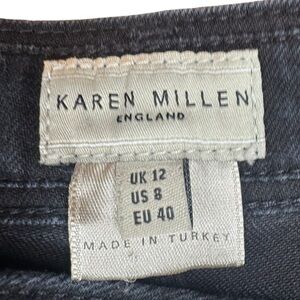 KAREN MILLEN
ENGLAND
UK 12
US 8
EU 40
MADE IN TURKEY